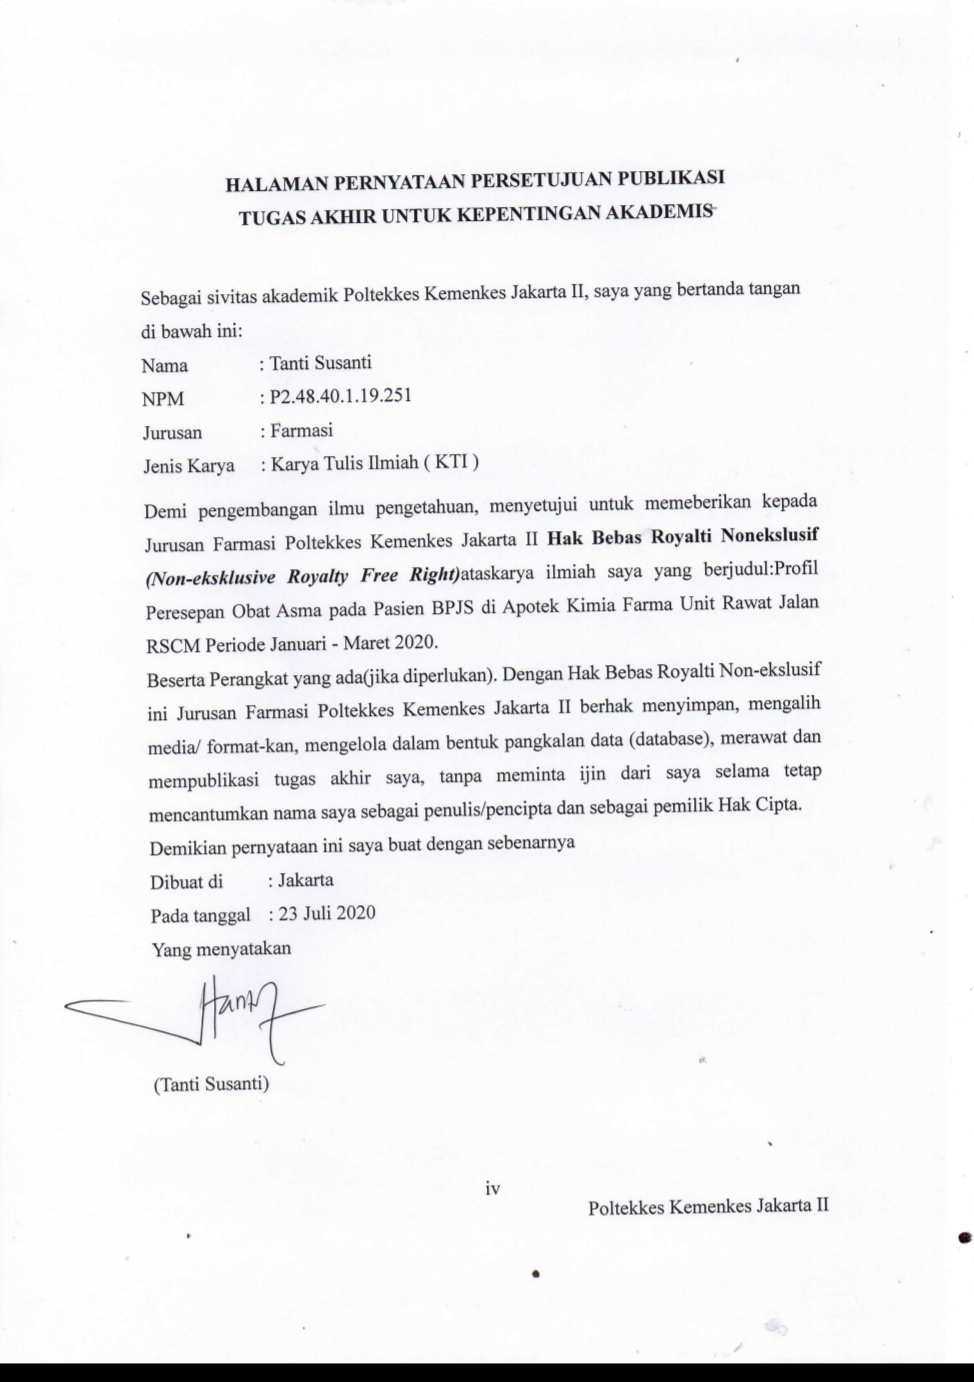 HALAMAN PERNYATAAN PERSETUJUAN PUBLIKASI
TUGAS AKHIR UNTUK KEPENTINGAN AKADEMIS
Sebagai sivitas akademik Poltekkes Kemenkes Jakarta II, saya yang bertanda tangan
di bawah ini:
Nama : Tanti Susanti
NPM : P2.48.40.1.19.251
Jurusan : Farmasi
Jenis Karya : Karya Tulis Ilmiah ( KTI )
Demi pengembangan ilmu pengetahuan, menyetujui untuk memeberikan kepada
Jurusan Farmasi Poltekkes Kemenkes Jakarta II Hak Bebas Royalti Nonekslusif
(Non-eksklusive Royalty Free Right)ataskarya ilmiah saya yang berjudul:Profil
Peresepan Obat Asma pada Pasien BPJS di Apotek Kimia Farma Unit Rawat Jalan
RSCM Periode Januari - Maret 2020.
Beserta Perangkat yang ada(jika diperlukan). Dengan Hak Bebas Royalti Non-ekslusif
ini Jurusan Farmasi Poltekkes Kemenkes Jakarta II berhak menyimpan, mengalih
media/ format-kan, mengelola dalam bentuk pangkalan data (database), merawat dan
mempublikasi tugas akhir saya, tanpa meminta ijin dari saya selama tetap
mencantumkan nama saya sebagai penulis/pencipta dan sebagai pemilik Hak Cipta.
Demikian pernyataan ini saya buat dengan sebenarnya
Dibuat di : Jakarta
Pada tanggal : 23 Juli 2020
Yang menyatakan
(Tanti Susanti)
iv
Poltekkes Kemenkes Jakarta II